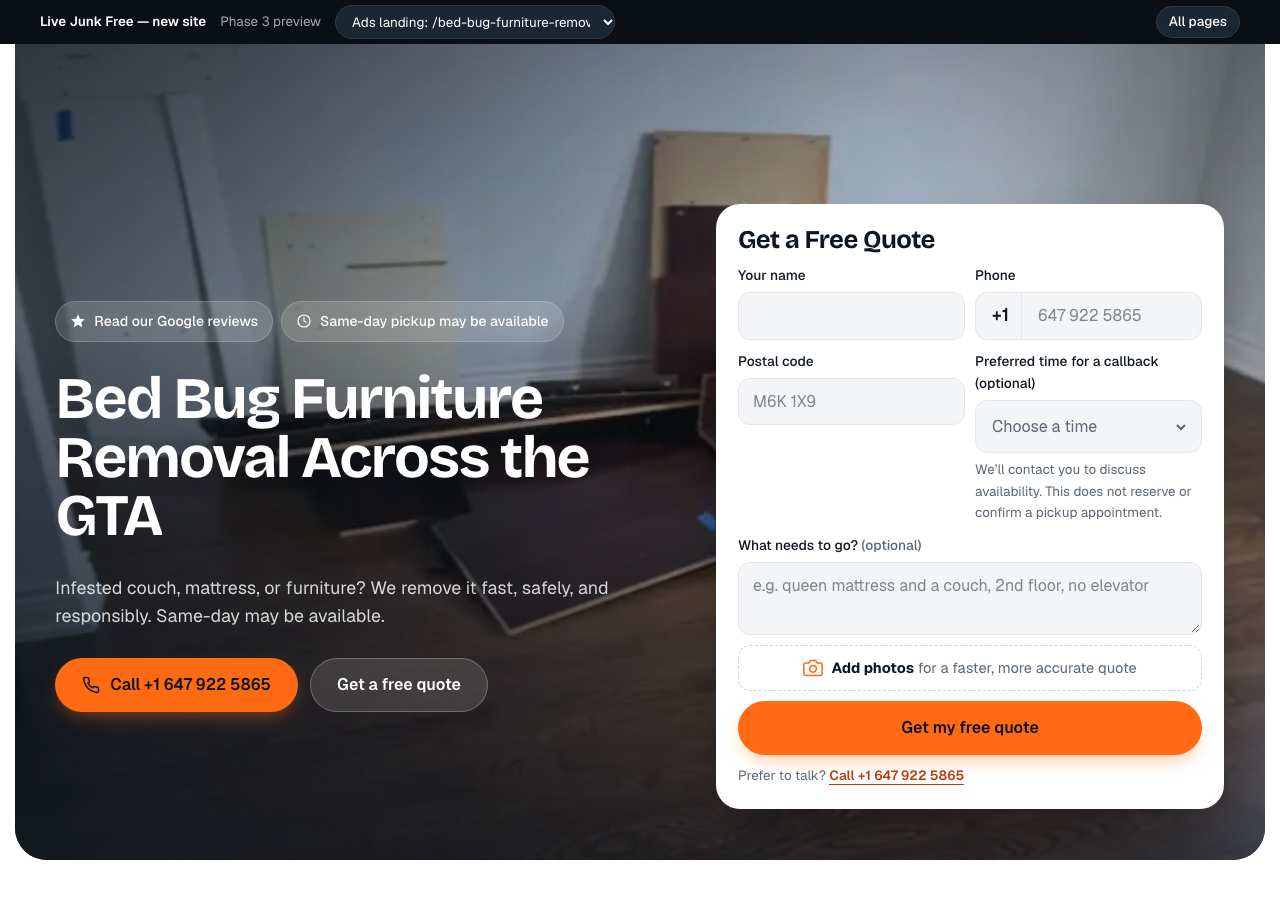 Live Junk Free — new site
Phase 3 preview
Ads landing: /bed-bug-furniture-remov
All pages
Read our Google reviews
Same-day pickup may be available
Bed Bug Furniture
Removal Across the
GTA
Infested couch, mattress, or furniture? We remove it fast, safely, and
responsibly. Same-day may be available.
Call +1 647 922 5865
Get a free quote
Get a Free Quote
Your name
Phone
+1
647 922 5865
Postal code
M6K 1X9
Preferred time for a callback
(optional)
Choose a time
We'll contact you to discuss
availability. This does not reserve or
confirm a pickup appointment.
What needs to go? (optional)
e.g. queen mattress and a couch, 2nd floor, no elevator
Add photos for a faster, more accurate quote
Get my free quote
Prefer to talk? Call +1 647 922 5865